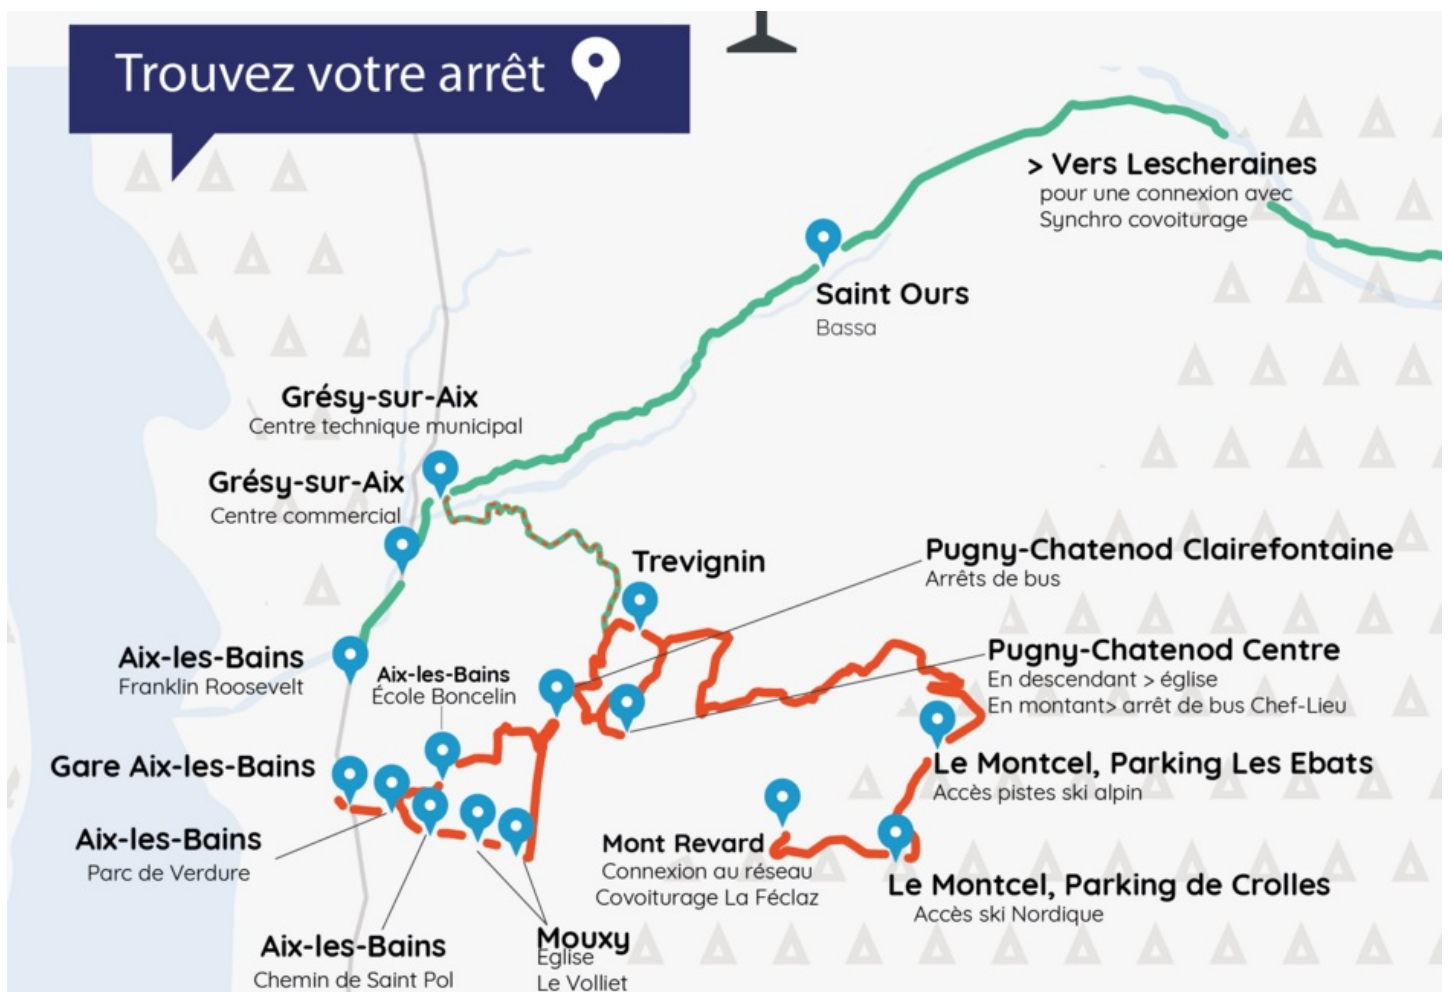 Trouvez votre arrêt
> Vers Lescheraines
pour une connexion avec
Synchro covoiturage
Saint Ours
Bassa
Grésy-sur-Aix
Centre technique municipal
Grésy-sur-Aix
Centre commercial
Trevignin
Pugny-Chatenod Clairefontaine
Arrêts de bus
Aix-les-Bains
Franklin Roosevelt
Aix-les-Bains
École Boncelin
Pugny-Chatenod Centre
En descendant > église
En montant> arrêt de bus Chef-Lieu
Gare Aix-les-Bains
Le Montcel, Parking Les Ebats
Accès pistes ski alpin
Aix-les-Bains
Parc de Verdure
Mont Revard
Connexion au réseau
Covoiturage La Féclaz
Le Montcel, Parking de Crolles
Accès ski Nordique
Aix-les-Bains
Chemin de Saint Pol
Mouxy
Eglise
Le Volliet